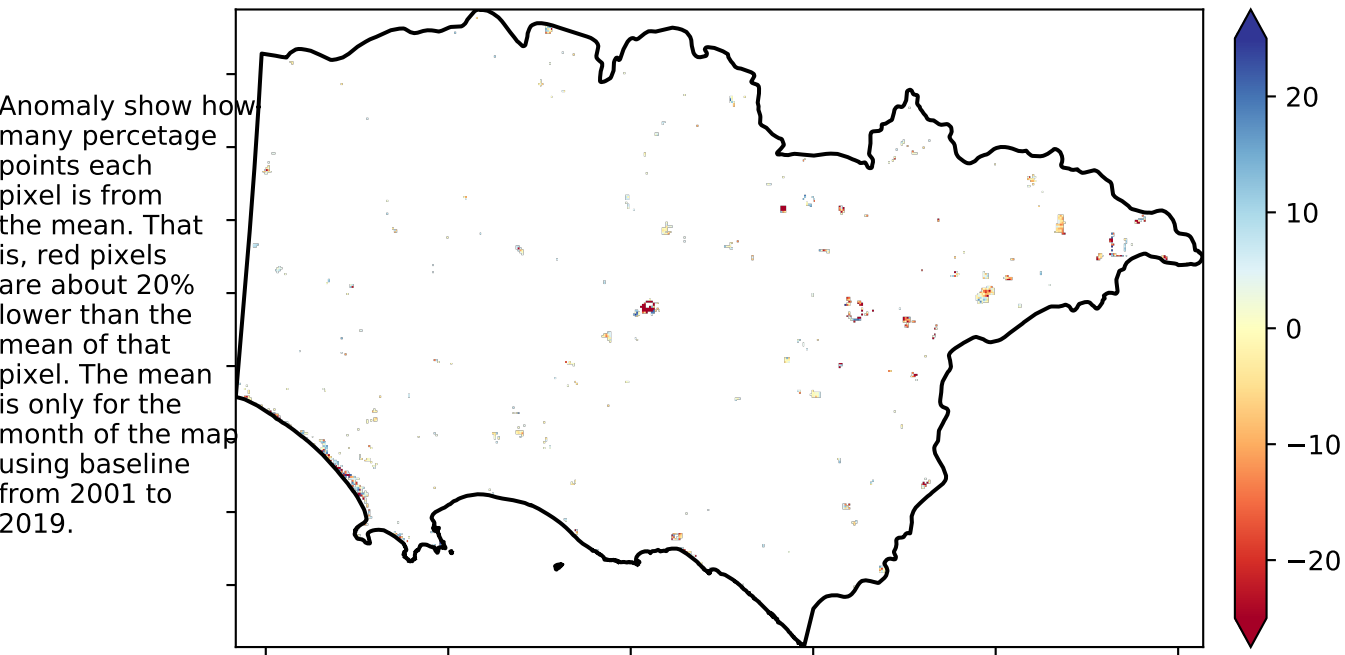 Anomaly show how
many percetage
points each
pixel is from
the mean. That
is, red pixels
are about 20%
lower than the
mean of that
pixel. The mean
is only for the
month of the map
using baseline
from 2001 to
2019.
20
10
0
−10
−20